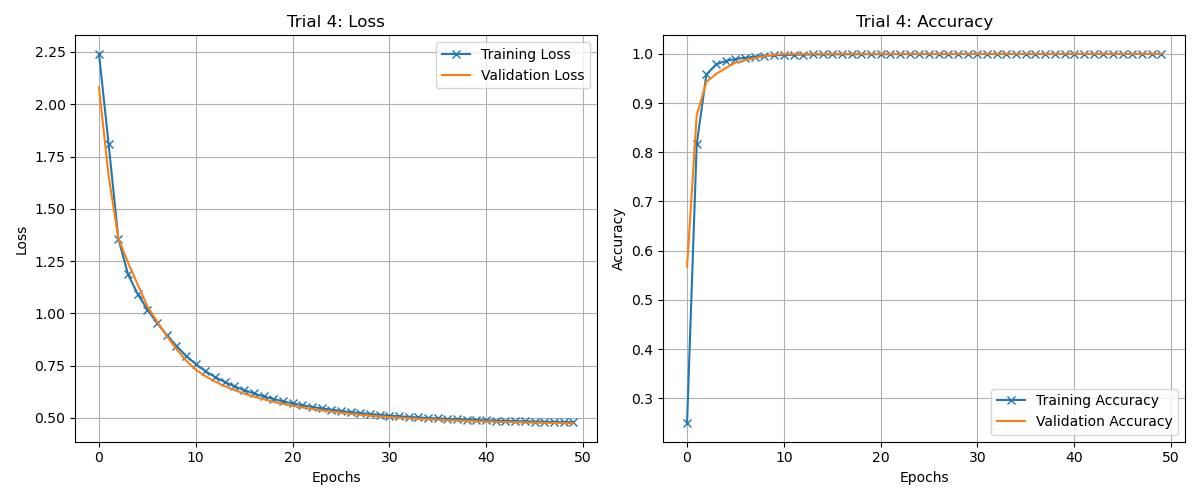 Trial 4: Loss
2.25
2.00
1.75
1.50
1.25
1.00
0.75
0.50
Loss
0
10
20
30
40
50
Epochs
Training Loss
Validation Loss
Trial 4: Accuracy
1.0
0.9
0.8
0.7
0.6
0.5
0.4
0.3
Accuracy
0
10
20
30
40
50
Epochs
Training Accuracy
Validation Accuracy